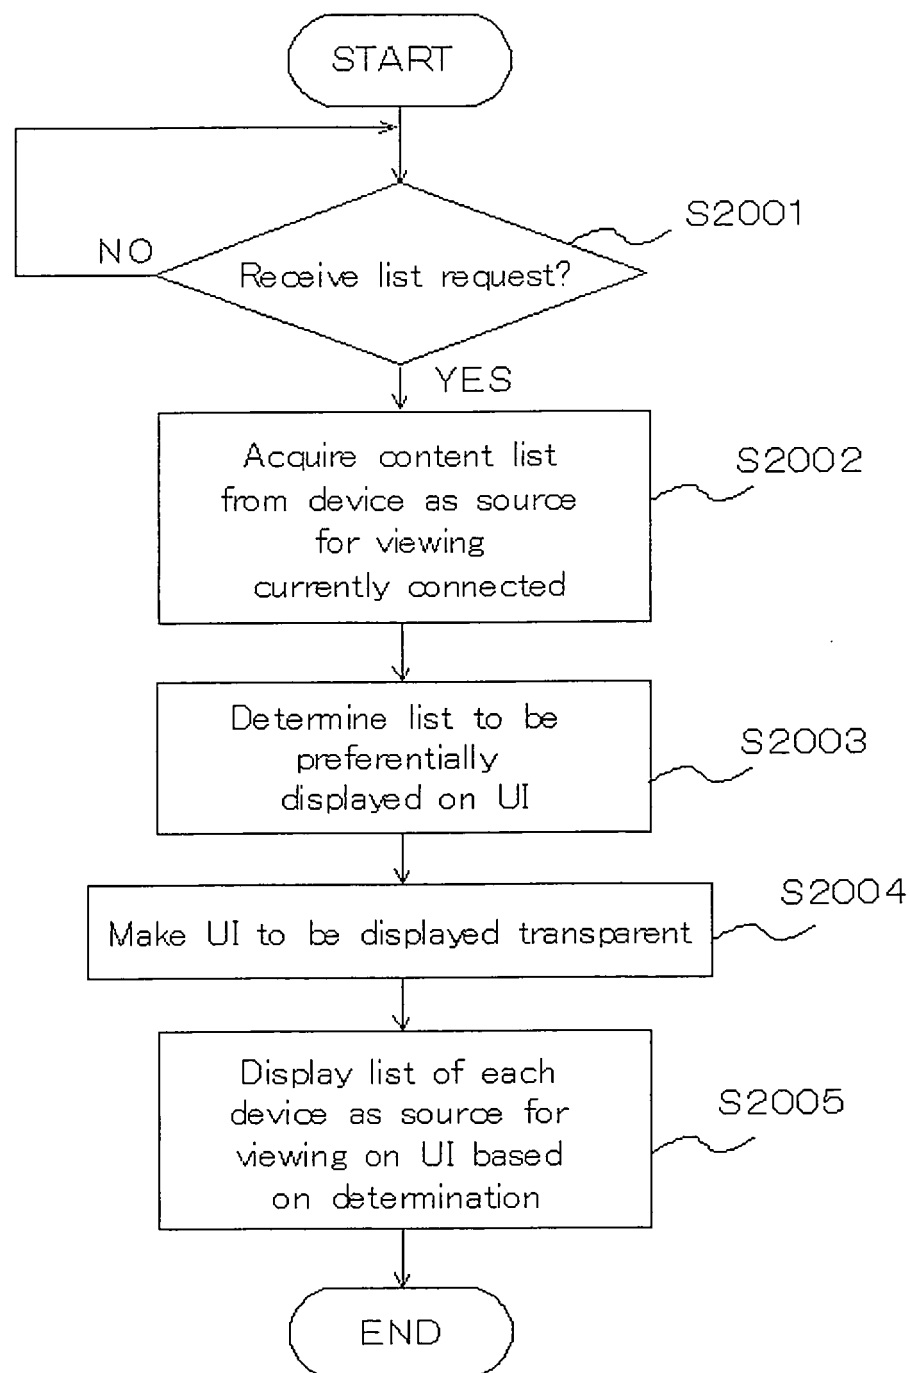 START
S2001
NO
Receive list request?
YES
Acquire content list
from device as source
for viewing
currently connected
S2002
Determine list to be
preferentially
displayed on UI
S2003
Make UI to be displayed transparent
S2004
Display list of each
device as source for
viewing on UI based
on determination
S2005
END